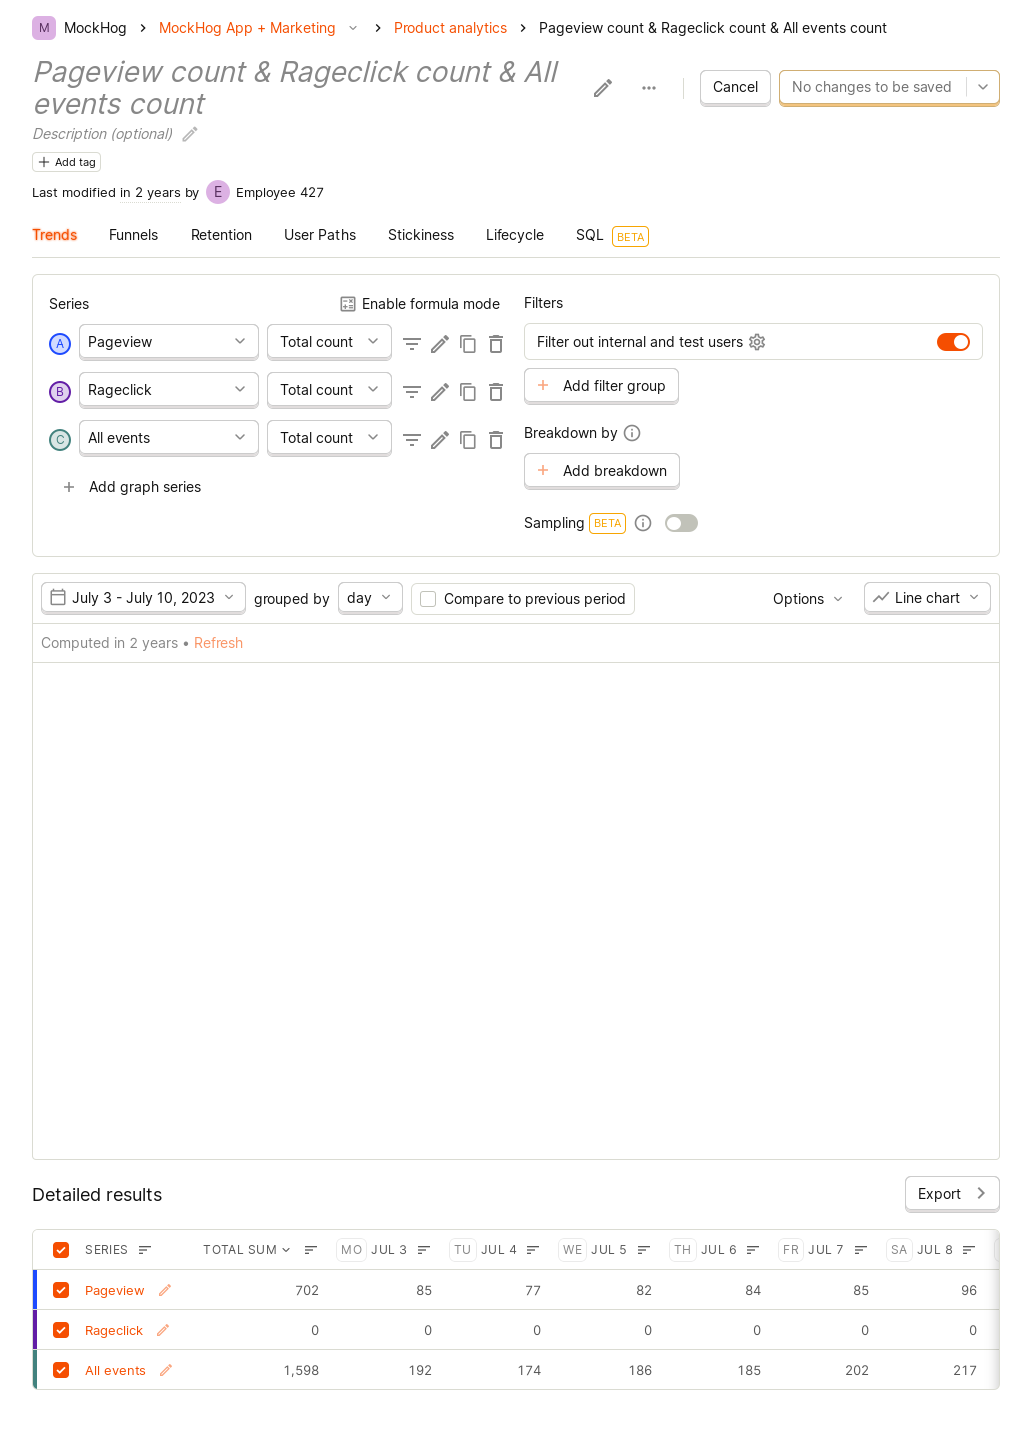 M MockHog > MockHog App + Marketing > Product analytics > Pageview count & Rageclick count & All events count
Pageview count & Rageclick count & All
events count
Cancel
No changes to be saved
Description (optional)
Add tag
Last modified in 2 years by E Employee 427
Trends Funnels Retention User Paths Stickiness Lifecycle SQL BETA
Series
Enable formula mode
A Pageview Total count
B Rageclick Total count
C All events Total count
Add graph series
Filters
Filter out internal and test users
Add filter group
Breakdown by
Add breakdown
Sampling BETA
July 3 - July 10, 2023 grouped by day Compare to previous period Options Line chart
Computed in 2 years • Refresh
Detailed results
Export
SERIES TOTAL SUM MO JUL 3 TU JUL 4 WE JUL 5 TH JUL 6 FR JUL 7 SA JUL 8
Pageview 702 85 77 82 84 85 96
Rageclick 0 0 0 0 0 0 0
All events 1,598 192 174 186 185 202 217